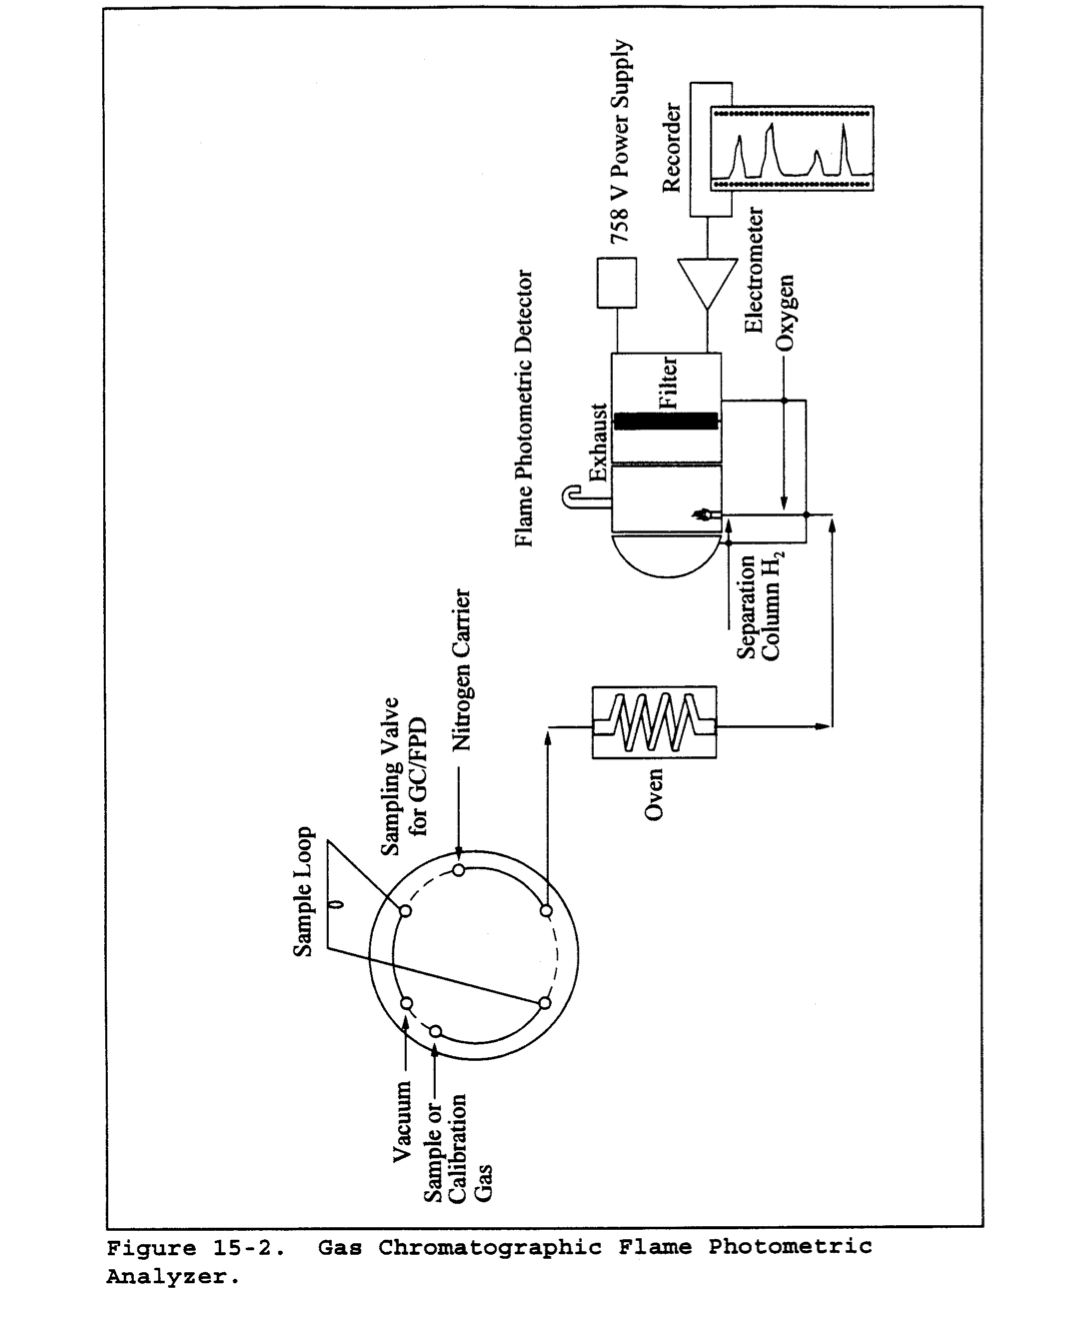 758 V Power Supply
Recorder
Flame Photometric Detector
Electrometer
Oxygen
Filter
Exhaust
Separation
Column H₂
Nitrogen Carrier
Sampling Valve
for GC/FPD
Oven
Sample Loop
Vacuum
Sample or
Calibration
Gas
Figure 15-2.  Gas Chromatographic Flame Photometric
Analyzer.